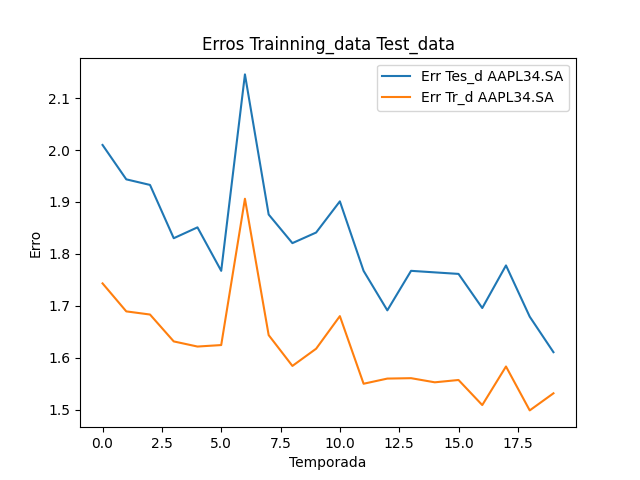 Erros Trainning_data Test_data
Err Tes_d AAPL34.SA
Err Tr_d AAPL34.SA
2.1
2.0
1.9
1.8
1.7
1.6
1.5
Erro
0.0 2.5 5.0 7.5 10.0 12.5 15.0 17.5
Temporada